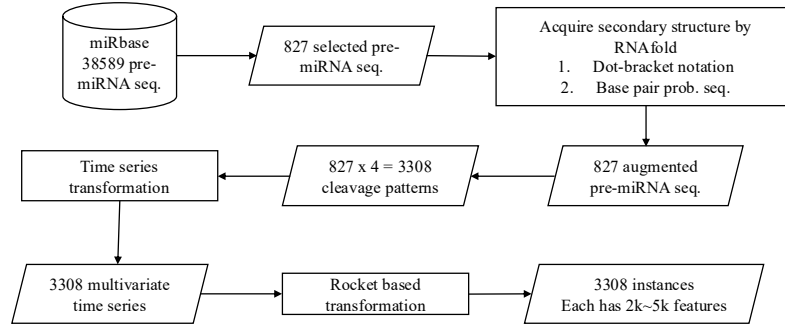 miRbase
38589 pre-
miRNA seq.
827 selected pre-
miRNA seq.
Acquire secondary structure by
RNAfold
1. Dot-bracket notation
2. Base pair prob. seq.
Time series
transformation
827 x 4 = 3308
cleavage patterns
827 augmented
pre-miRNA seq.
3308 multivariate
time series
Rocket based
transformation
3308 instances
Each has 2k~5k features